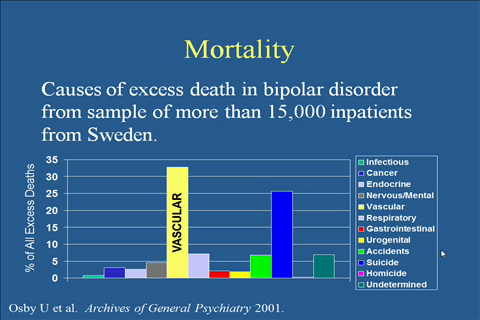 Mortality
Causes of excess death in bipolar disorder
from sample of more than 15,000 inpatients
from Sweden.
% of All Excess Deaths
35
30
25
20
15
10
5
0
VASCULAR
Infectious
Cancer
Endocrine
Nervous/Mental
Vascular
Respiratory
Gastrointestinal
Urogenital
Accidents
Suicide
Homicide
Undetermined
Osby U et al. Archives of General Psychiatry 2001.